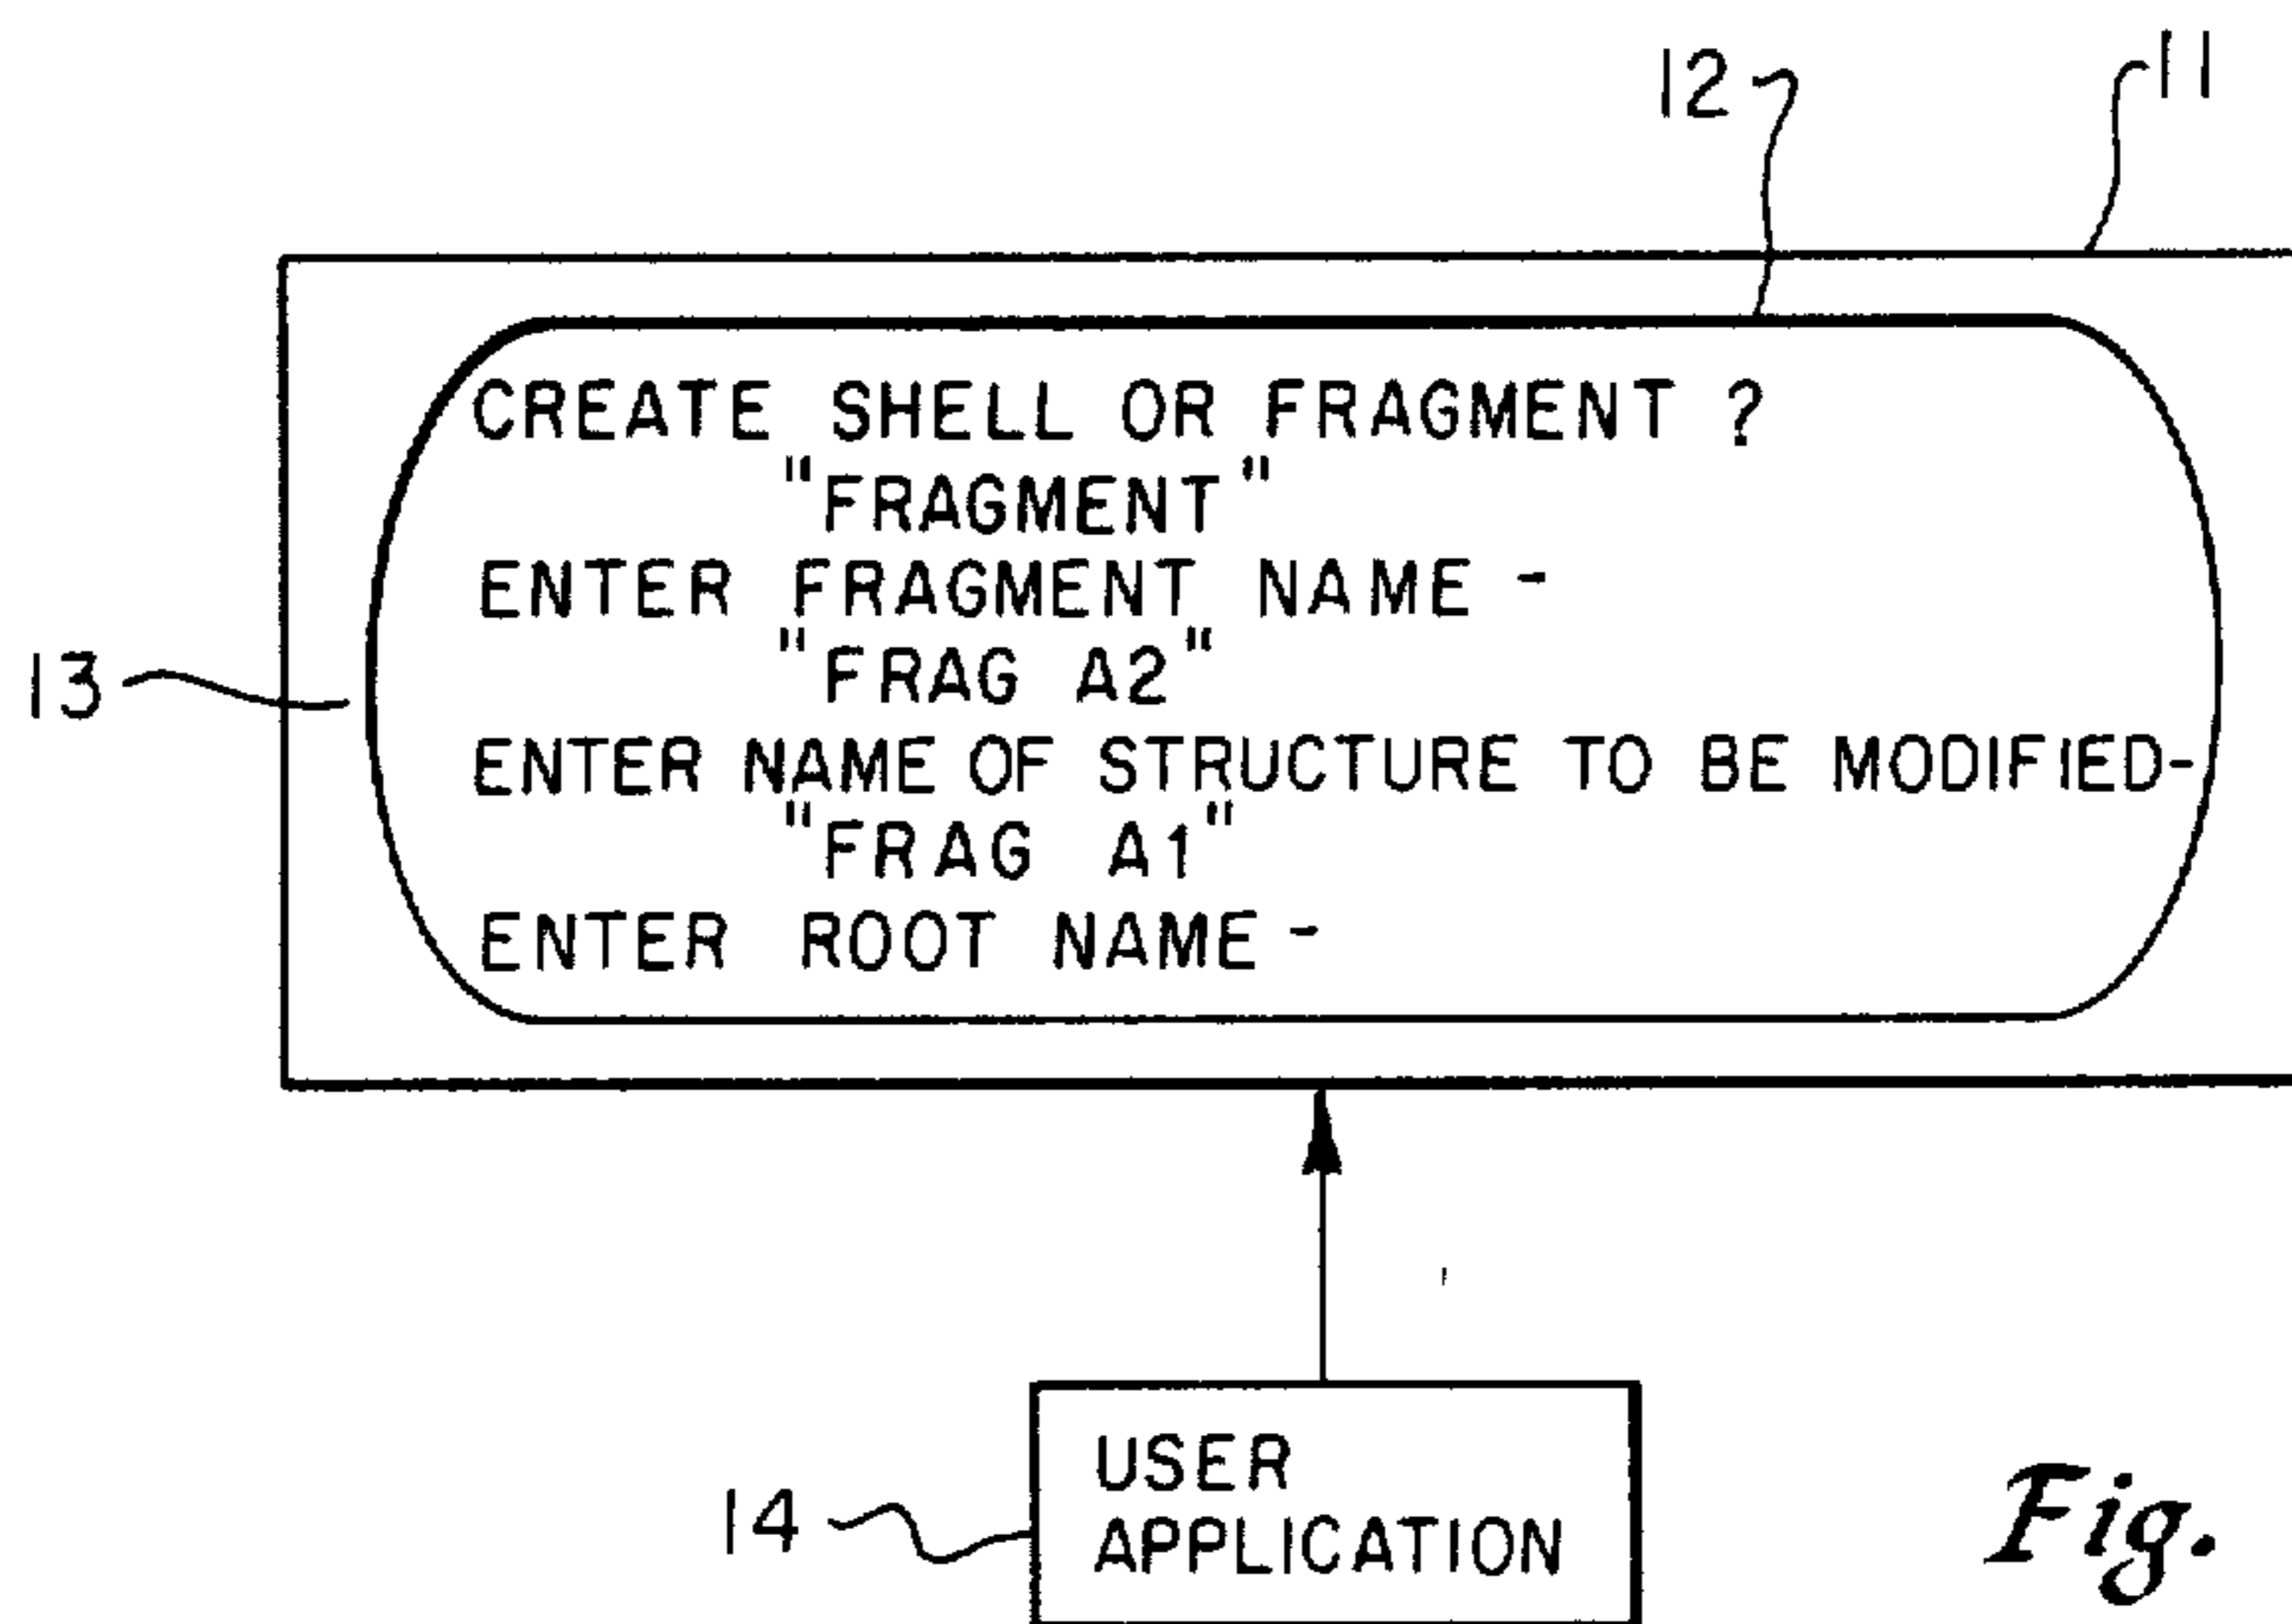 12
11
CREATE SHELL OR FRAGMENT ?
"FRAGMENT"
ENTER FRAGMENT NAME -
"FRAG A2"
13
ENTER NAME OF STRUCTURE TO BE MODIFIED-
"FRAG A1"
ENTER ROOT NAME -
14
USER
APPLICATION
Fig.